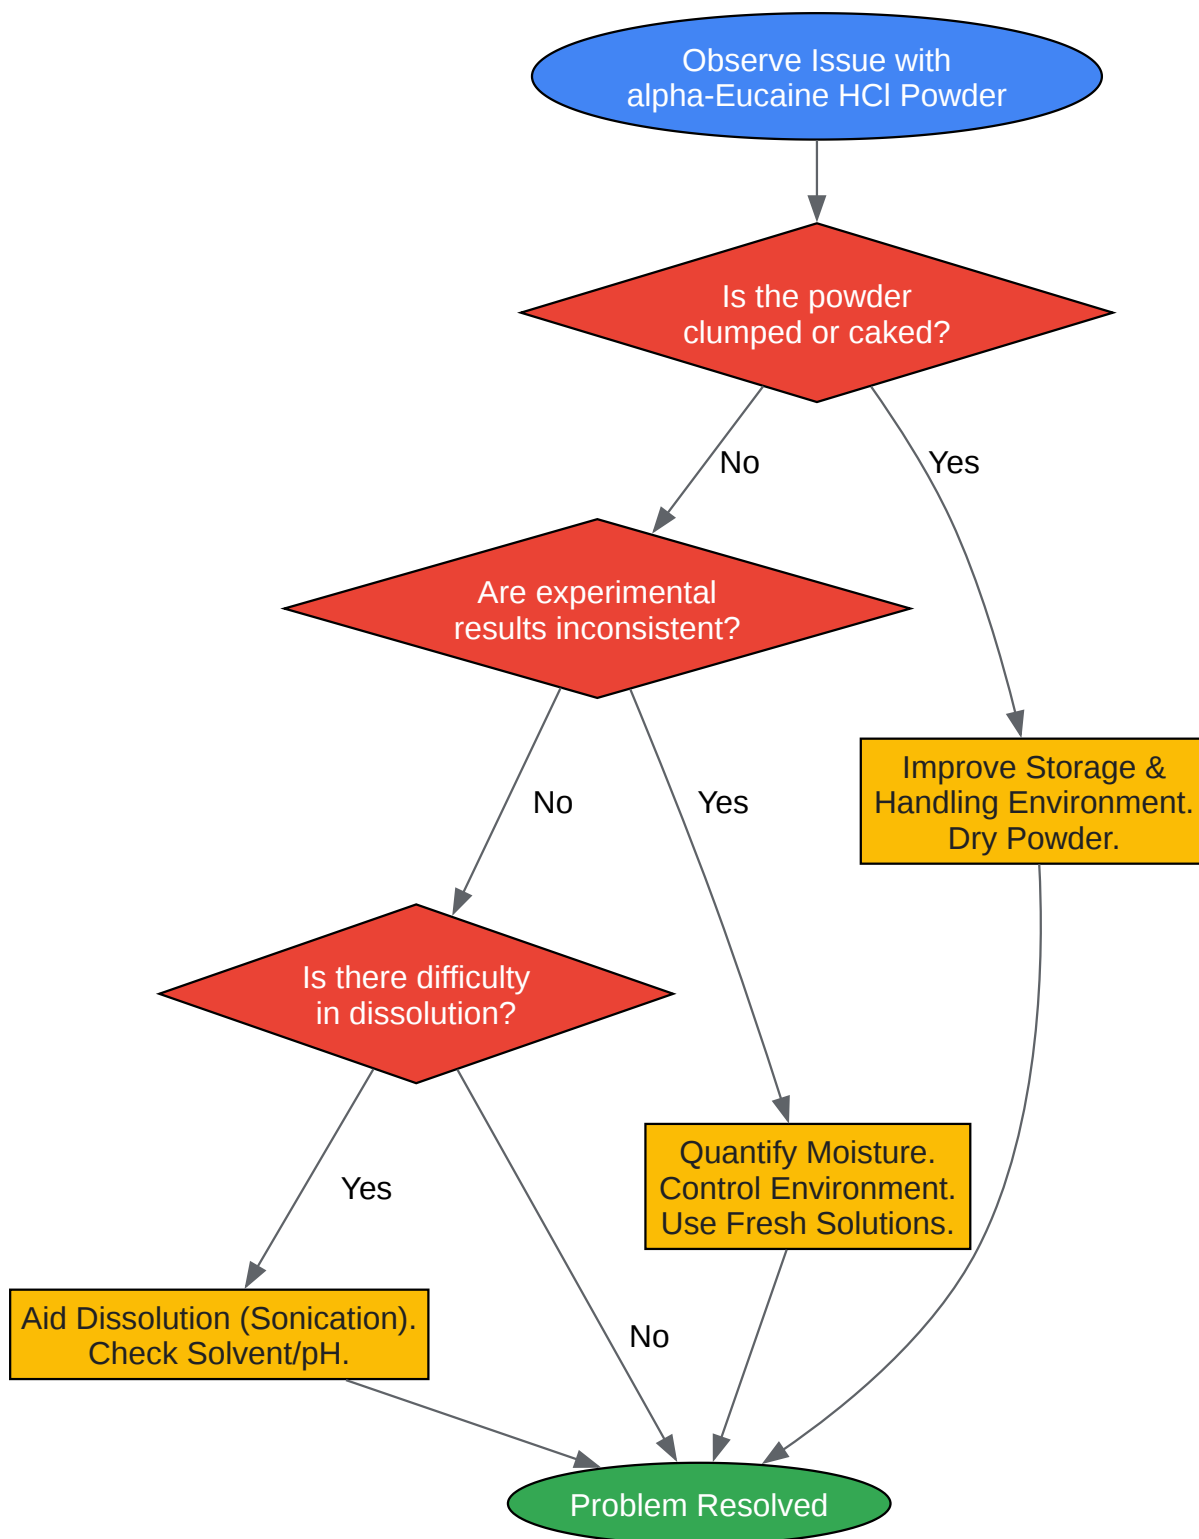 Observe Issue with
alpha-Eucaine HCl Powder
Is the powder
clumped or caked?
No
Yes
Are experimental
results inconsistent?
Improve Storage &
Handling Environment.
Dry Powder.
No
Yes
Is there difficulty
in dissolution?
Quantify Moisture.
Control Environment.
Use Fresh Solutions.
Yes
Aid Dissolution (Sonication).
Check Solvent/pH.
No
Problem Resolved